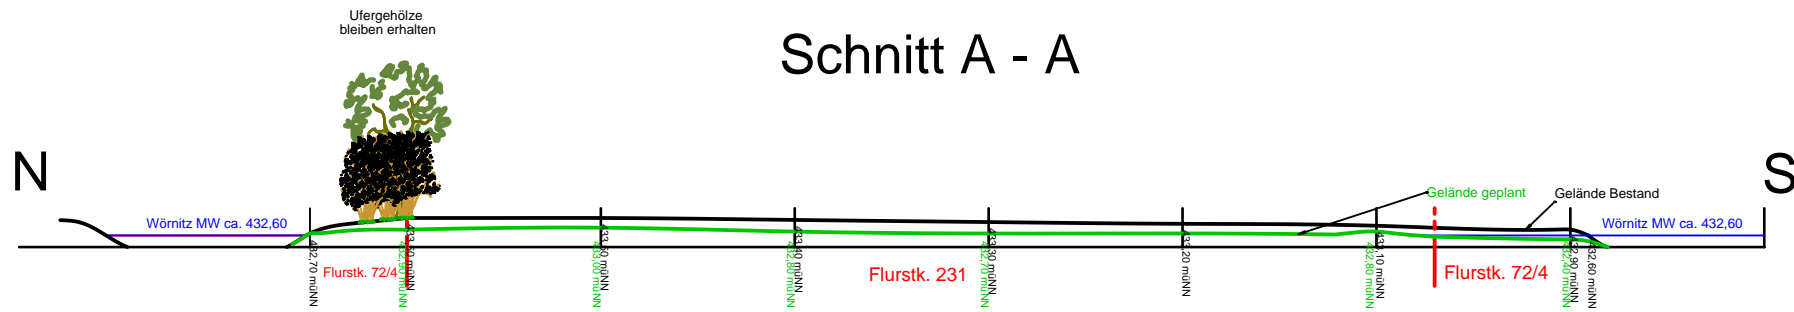 Ufergehölze
bleiben erhalten
Schnitt A - A
N
S
Gelände geplant
Gelände Bestand
Wörnitz MW ca. 432,60
Wörnitz MW ca. 432,60
Flurstk. 72/4
Flurstk. 231
Flurstk. 72/4
432,70 müNN
432,90 müNN
433,50 müNN
433,00 müNN
433,50 müNN
432,80 müNN
433,40 müNN
432,70 müNN
433,30 müNN
433,20 müNN
432,80 müNN
433,10 müNN
432,40 müNN
432,90 müNN
432,60 müNN